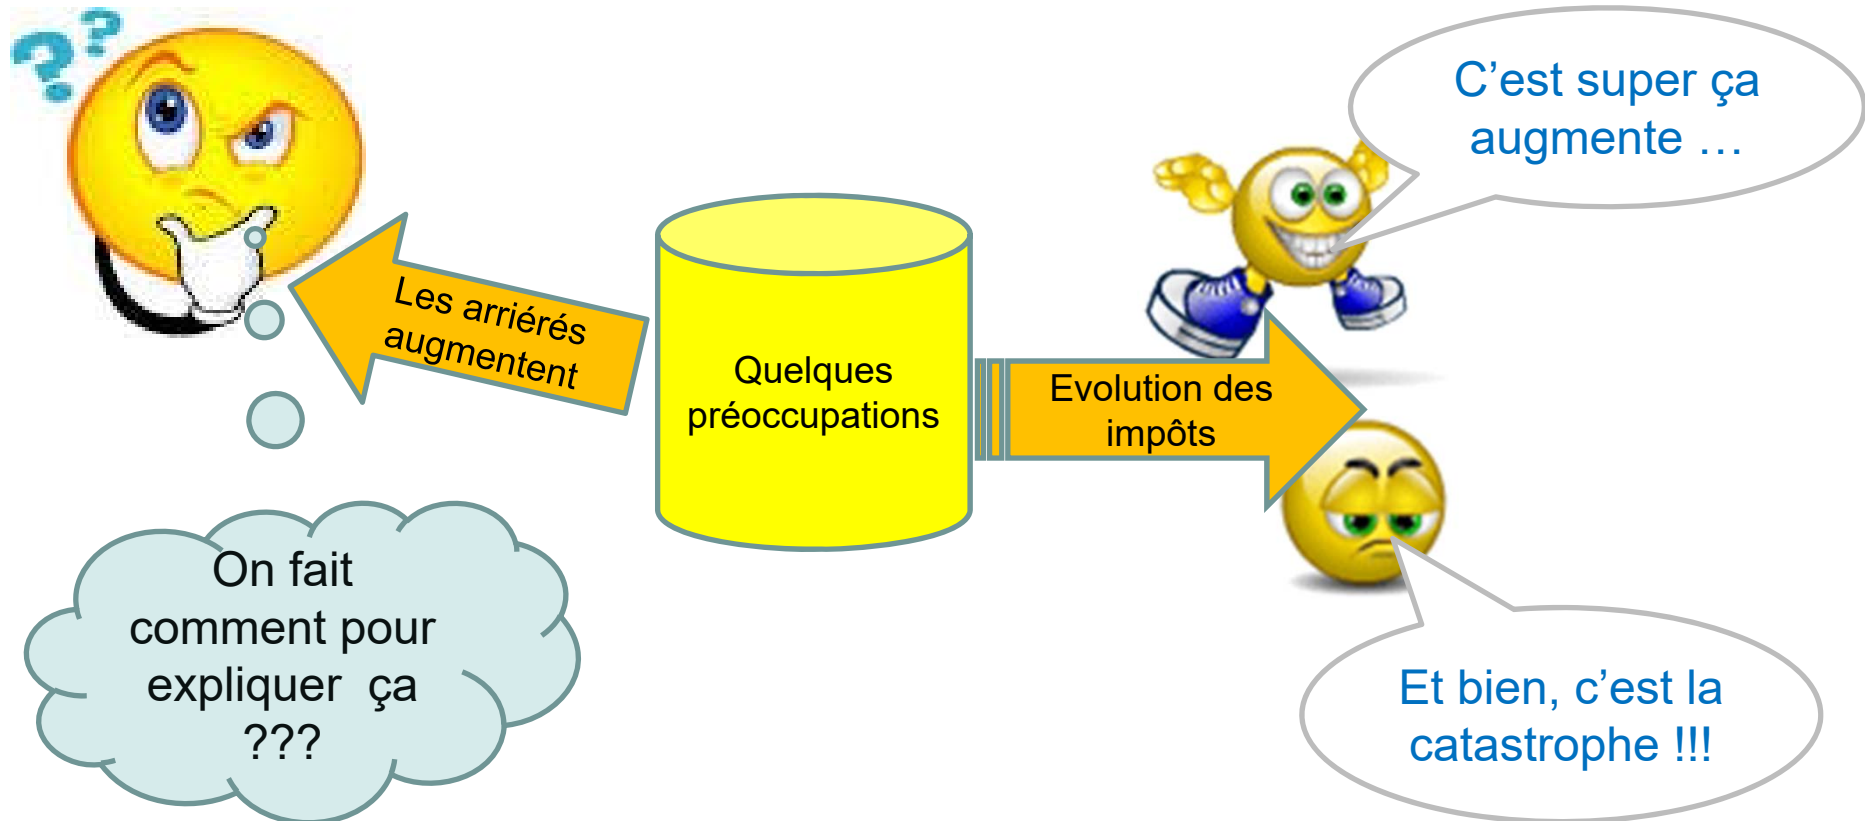 ??
C’est super ça
augmente …
Les arriérés
augmentent
Quelques
préoccupations
Evolution des
impôts
On fait
comment pour
expliquer ça
???
Et bien, c’est la
catastrophe !!!